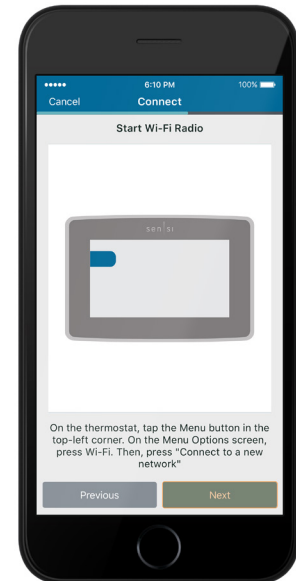 6:10 PM
100%
Cancel
Connect
Start Wi-Fi Radio
sensi
On the thermostat, tap the Menu button in the
top-left corner. On the Menu Options screen,
press Wi-Fi. Then, press "Connect to a new
network"
Previous
Next